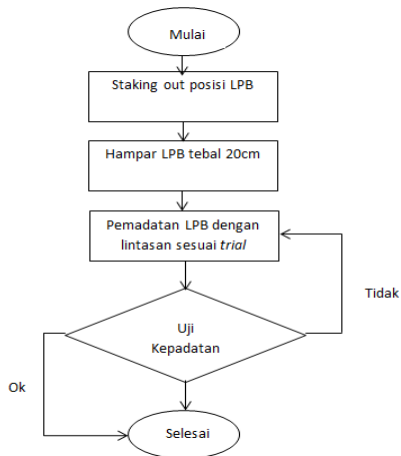 Mulai
Staking out posisi LPB
Hampar LPB tebal 20cm
Pemadatan LPB dengan
lintasan sesuai trial
Tidak
Uji
Kepadatan
Ok
Selesai